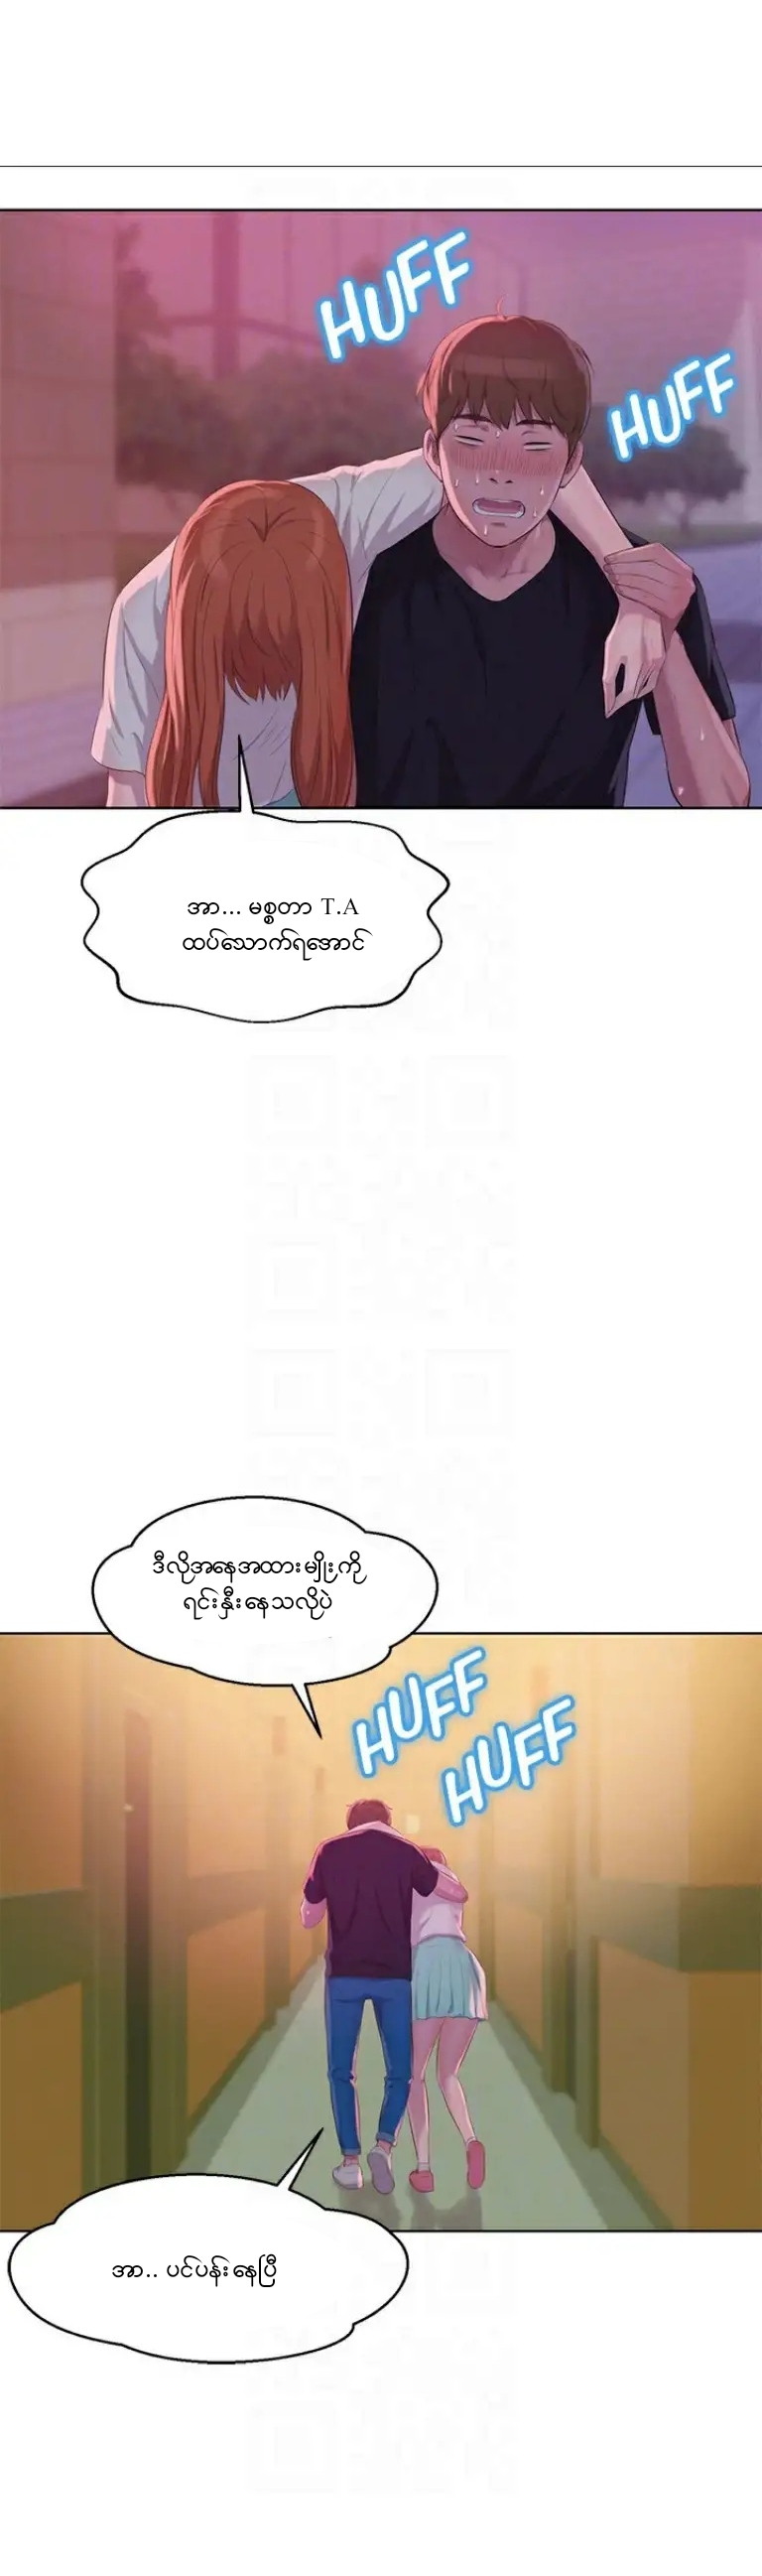 HUFF
HUFF
အာ... မစ္စတာ T.A
ထပ်သောက်ရအောင်
ဒီလိုအနေအထားမျိုးကို
ရင်းနှီးနေသလိုပဲ
HUFF
HUFF
အာ.. ပင်ပန်းနေပြီ